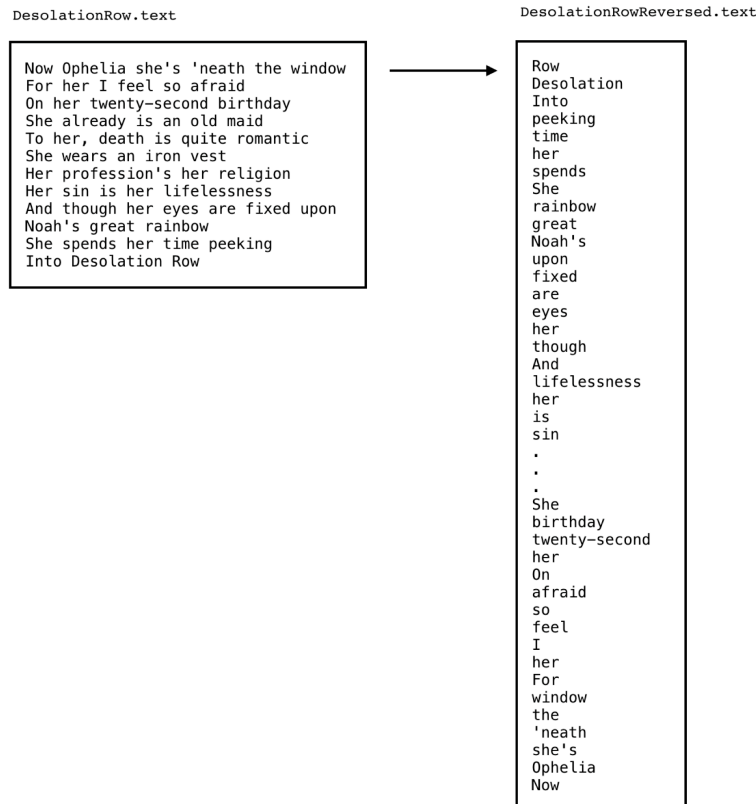 DesolationRow.text
Now Ophelia she's 'neath the window
For her I feel so afraid
On her twenty-second birthday
She already is an old maid
To her, death is quite romantic
She wears an iron vest
Her profession's her religion
Her sin is her lifelessness
And though her eyes are fixed upon
Noah's great rainbow
She spends her time peeking
Into Desolation Row
DesolationRowReversed.text
Row
Desolation
Into
peeking
time
her
spends
She
rainbow
great
Noah's
upon
fixed
are
eyes
her
though
And
lifelessness
her
is
sin
.
.
.
She
birthday
twenty-second
her
On
afraid
so
feel
I
her
For
window
the
'neath
she's
Ophelia
Now